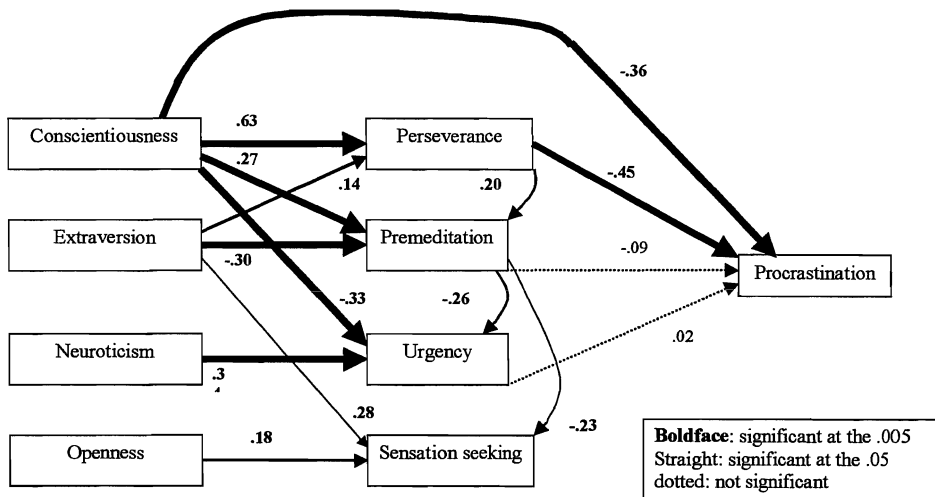 -.36
Conscientiousness
.63
Perseverance
.27
-.45
.14
.20
Extraversion
Premeditation
-.09
-.30
Procrastination
-.33
-.26
Neuroticism
Urgency
.3
.02
.28
-.23
.18
Openness
Sensation seeking
Boldface: significant at the .005
Straight: significant at the .05
dotted: not significant